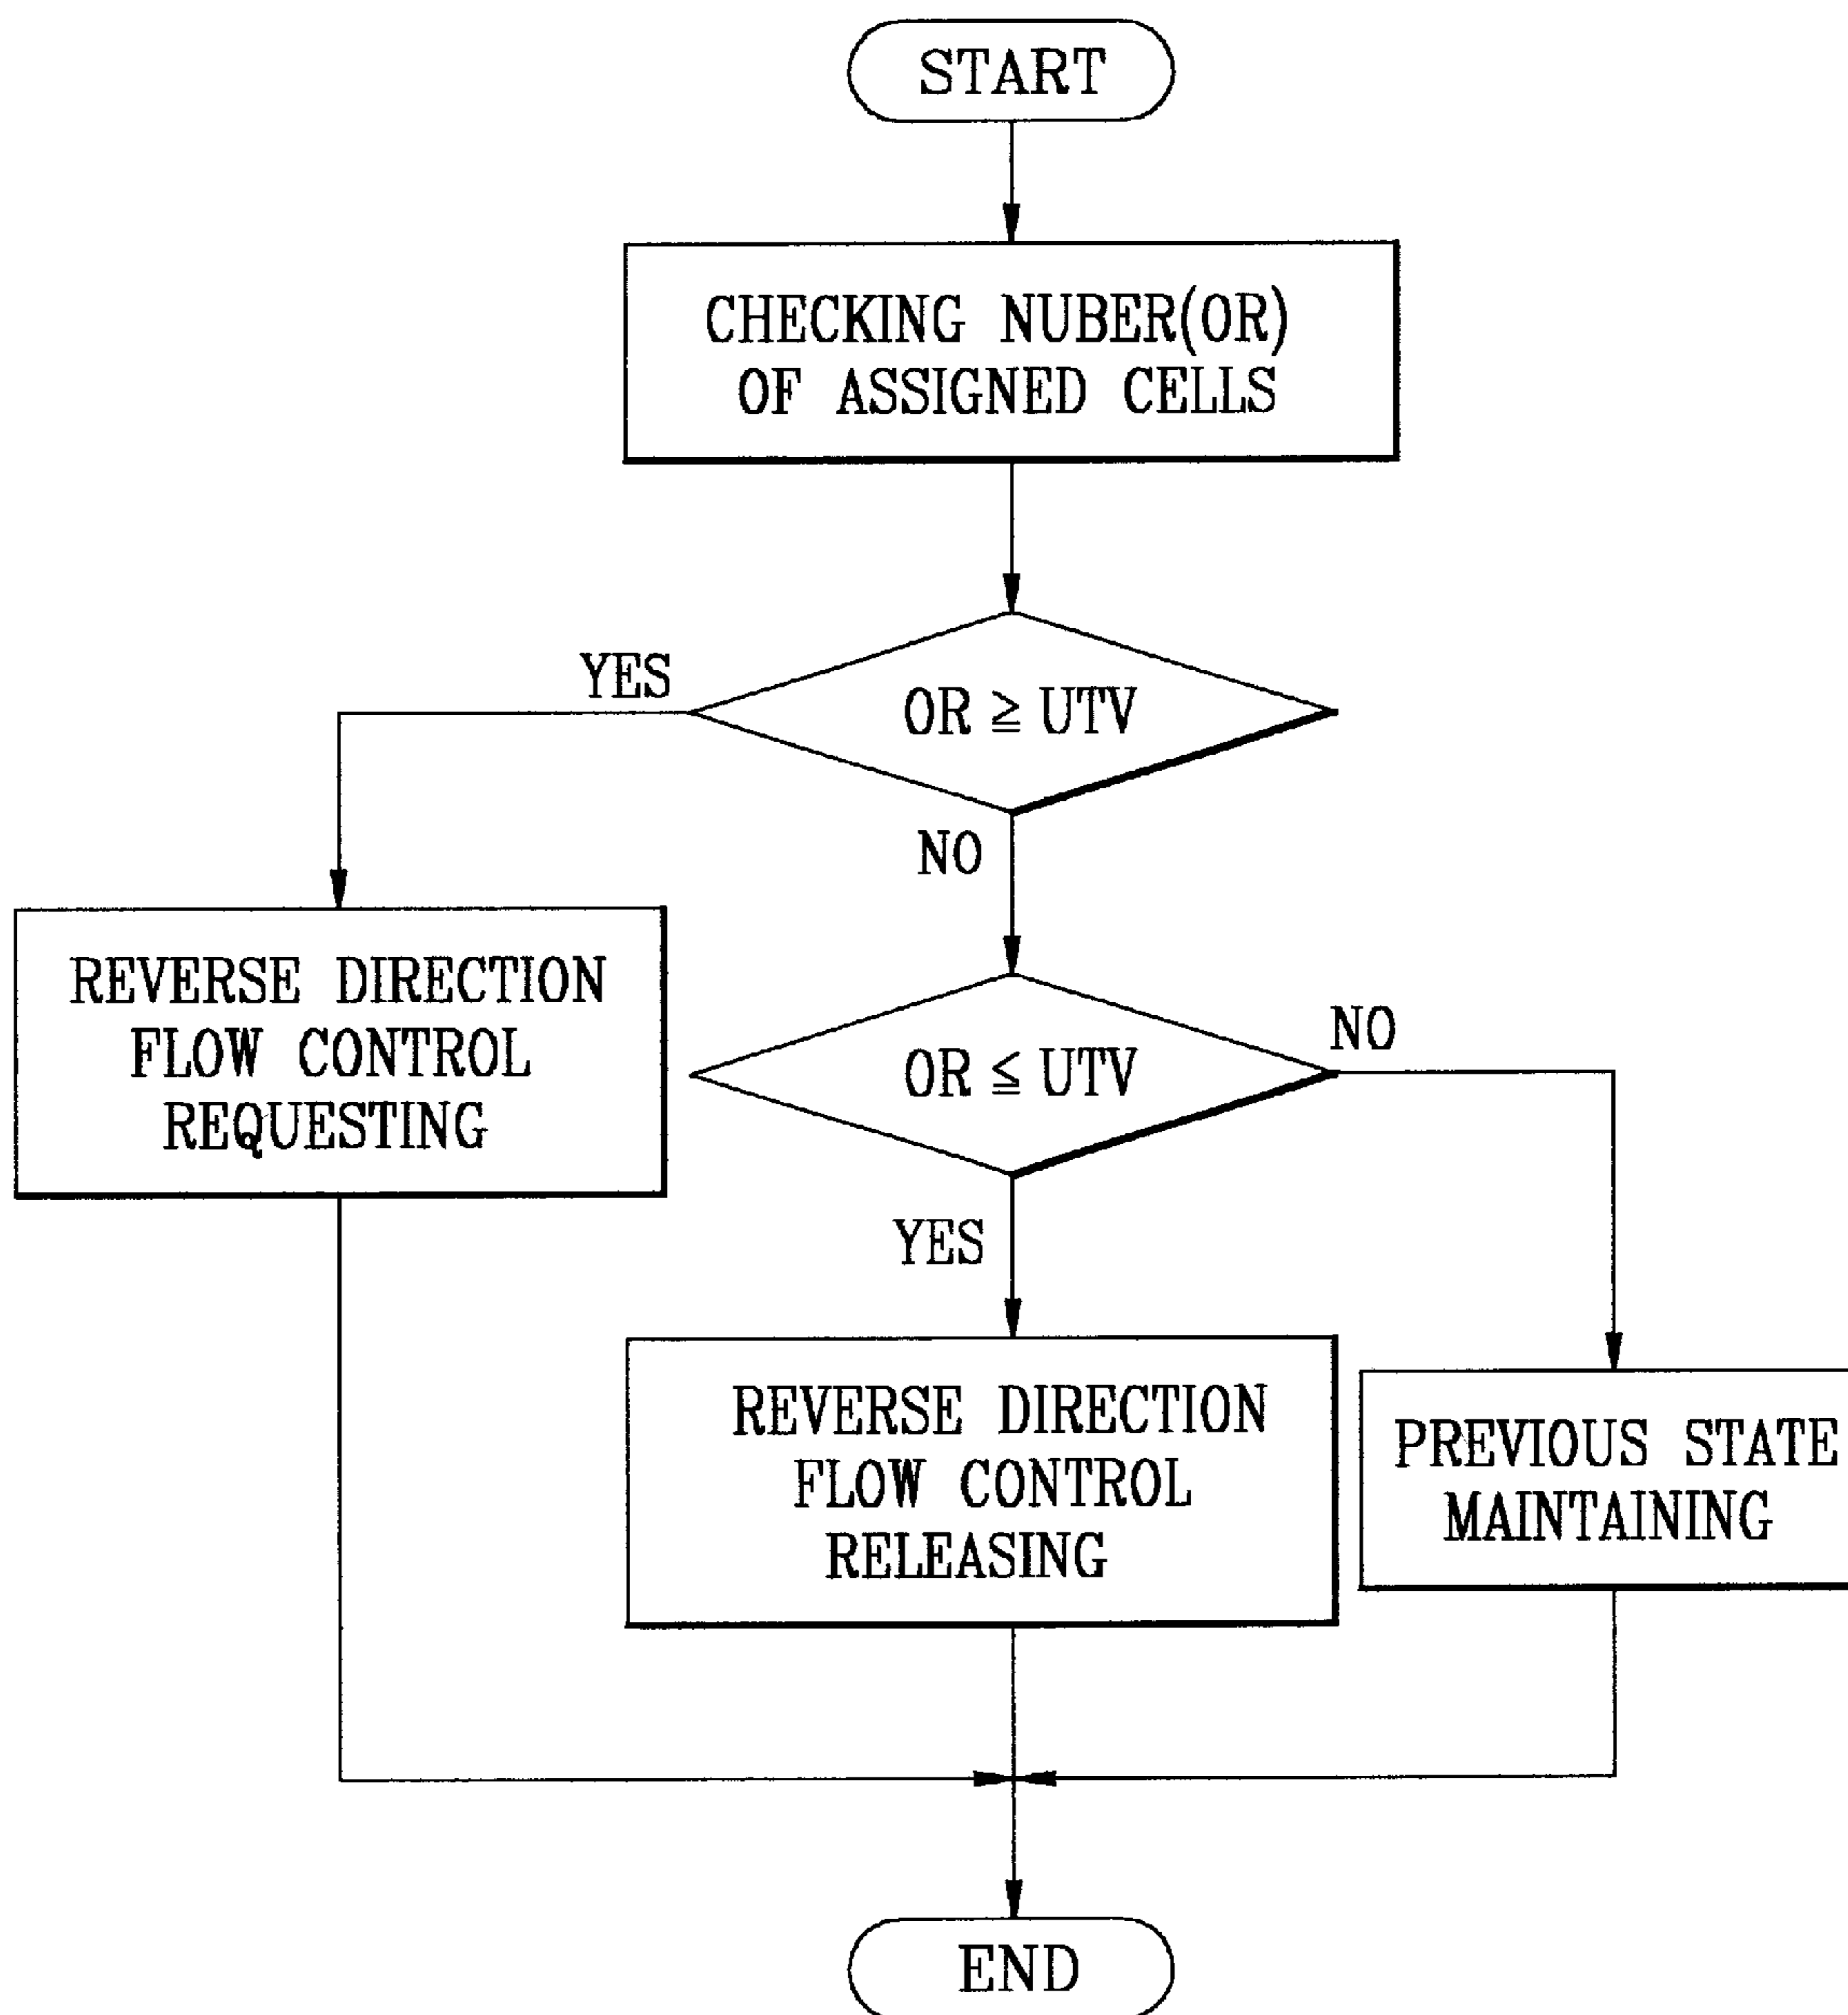 START
CHECKING NUBER(OR)
OF ASSIGNED CELLS
YES
OR ≧ UTV
NO
REVERSE DIRECTION
FLOW CONTROL
REQUESTING
OR ≦ UTV
NO
YES
REVERSE DIRECTION
FLOW CONTROL
RELEASING
PREVIOUS STATE
MAINTAINING
END